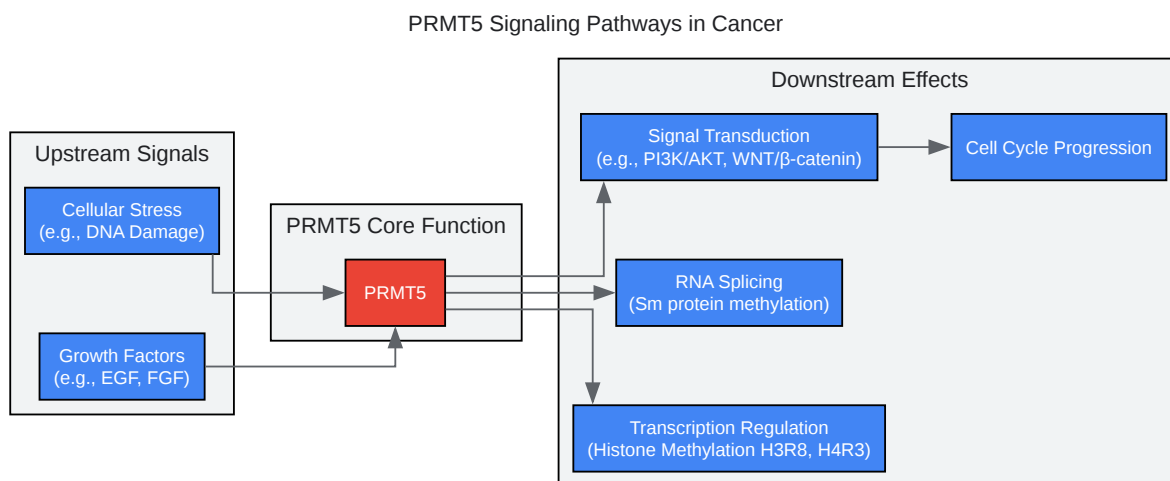 PRMT5 Signaling Pathways in Cancer
Upstream Signals
Cellular Stress
(e.g., DNA Damage)
Growth Factors
(e.g., EGF, FGF)
PRMT5 Core Function
PRMT5
Downstream Effects
Signal Transduction
(e.g., PI3K/AKT, WNT/β-catenin)
Cell Cycle Progression
RNA Splicing
(Sm protein methylation)
Transcription Regulation
(Histone Methylation H3R8, H4R3)